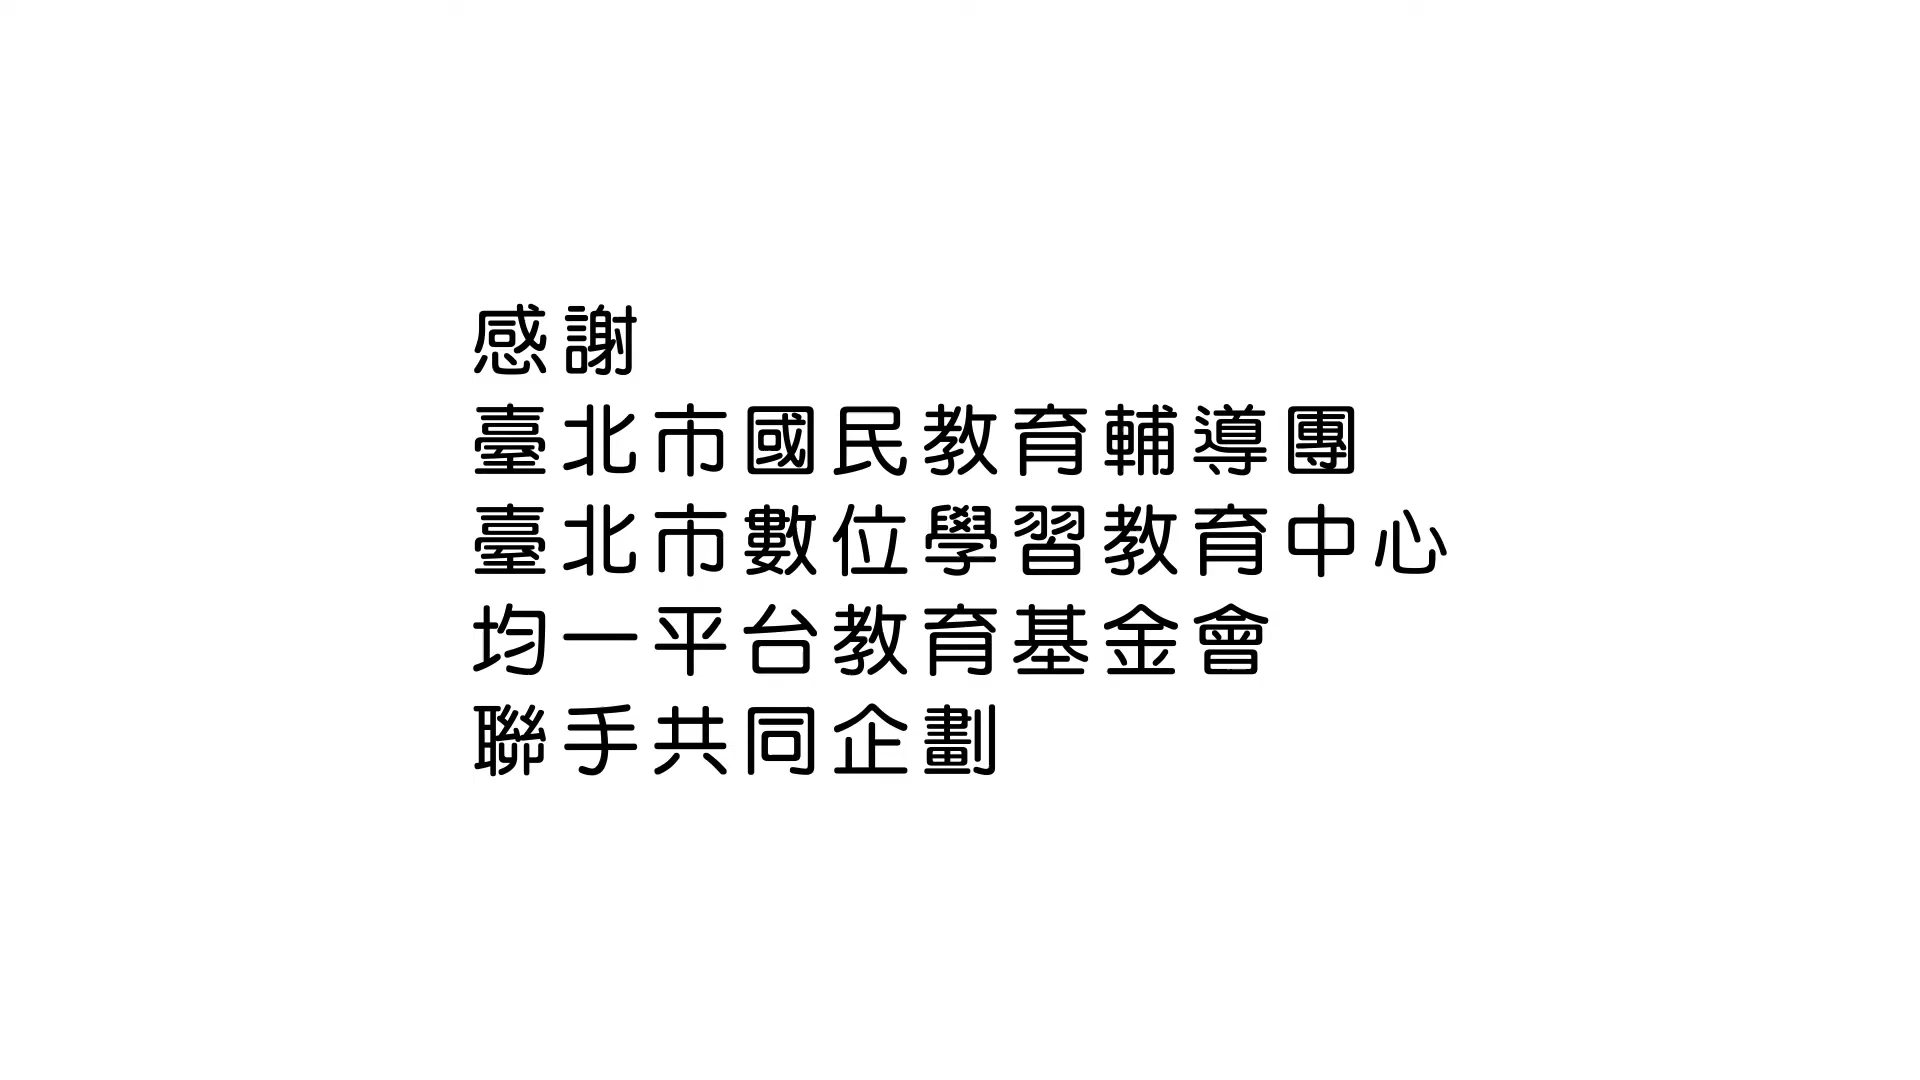 感謝
臺北市國民教育輔導團
臺北市數位學習教育中心
均一平台教育基金會
聯手共同企劃